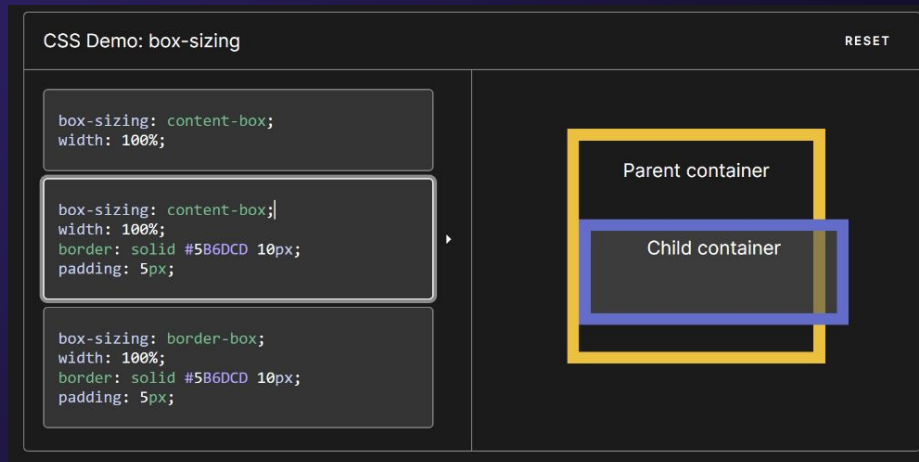 CSS Demo: box-sizing
RESET
box-sizing: content-box;
width: 100%;
box-sizing: content-box;
width: 100%;
border: solid #5B6DCD 10px;
padding: 5px;
box-sizing: border-box;
width: 100%;
border: solid #5B6DCD 10px;
padding: 5px;
Parent container
Child container